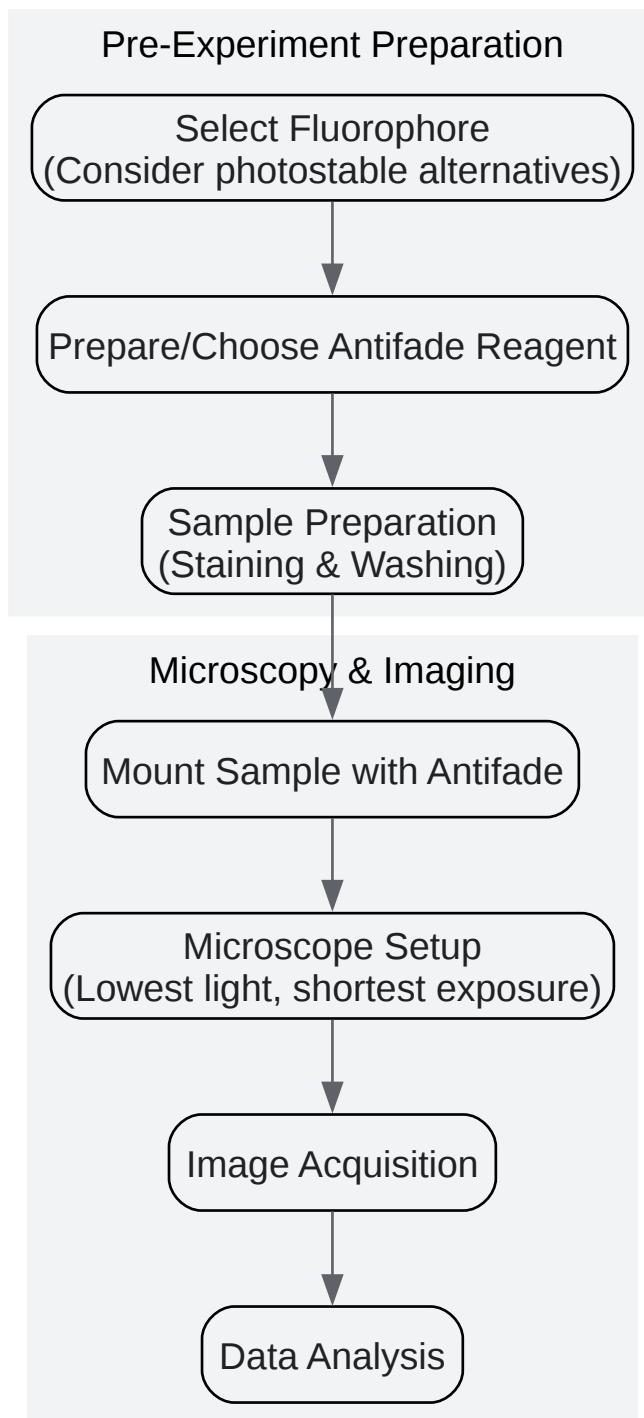 Pre-Experiment Preparation
Select Fluorophore
(Consider photostable alternatives)
Prepare/Choose Antifade Reagent
Sample Preparation
(Staining & Washing)
Microscopy & Imaging
Mount Sample with Antifade
Microscope Setup
(Lowest light, shortest exposure)
Image Acquisition
Data Analysis